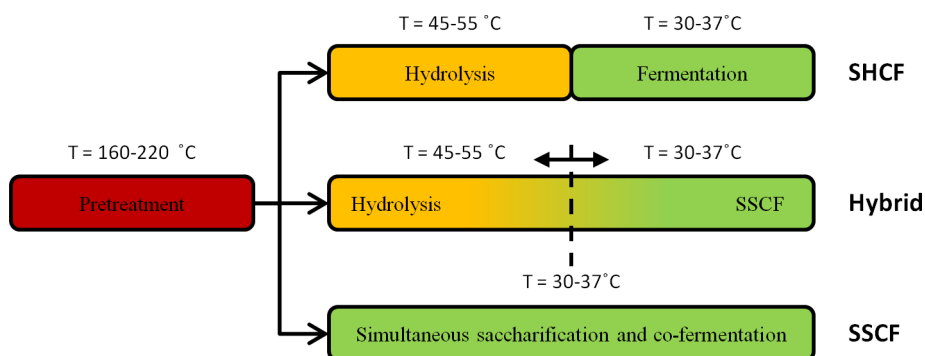 T = 45-55 ˚C
T = 30-37˚C
Hydrolysis
Fermentation
SHCF
T = 160-220 ˚C
T = 45-55 ˚C
T = 30-37˚C
Pretreatment
Hydrolysis
SSCF
Hybrid
T = 30-37˚C
Simultaneous saccharification and co-fermentation
SSCF